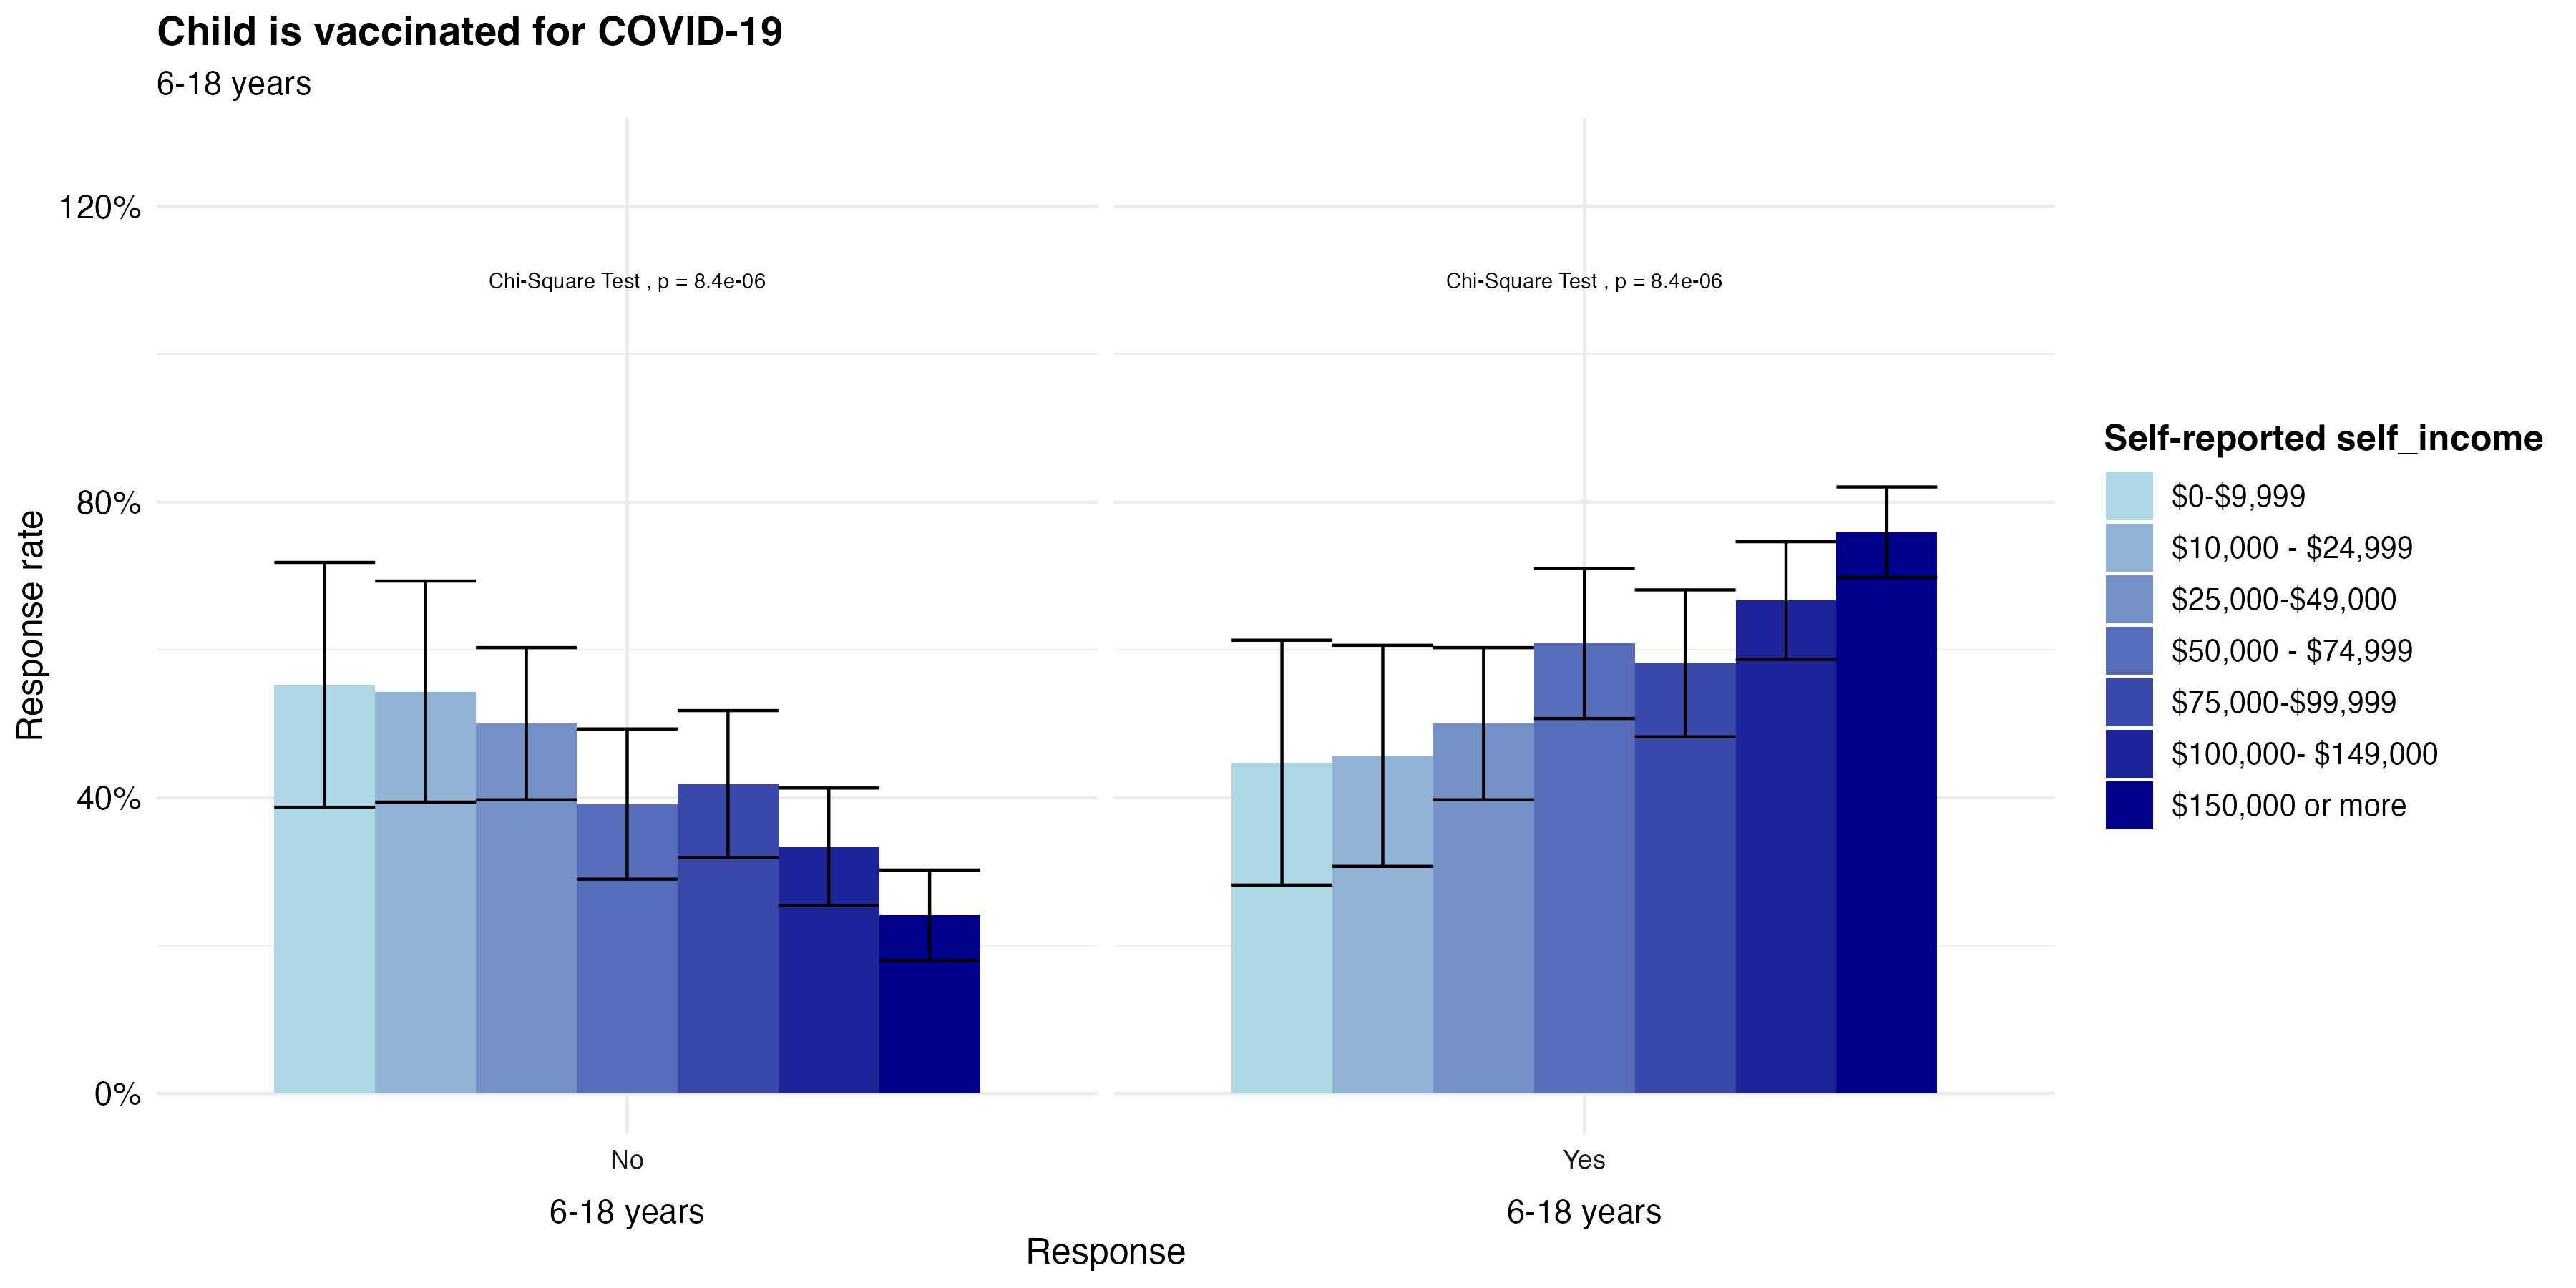 Child is vaccinated for COVID-19
6-18 years
Response rate
120%
80%
40%
0%
Chi-Square Test , p = 8.4e-06
Chi-Square Test , p = 8.4e-06
No
Yes
6-18 years
6-18 years
Response
Self-reported self_income
$0-$9,999
$10,000 - $24,999
$25,000-$49,000
$50,000 - $74,999
$75,000-$99,999
$100,000- $149,000
$150,000 or more